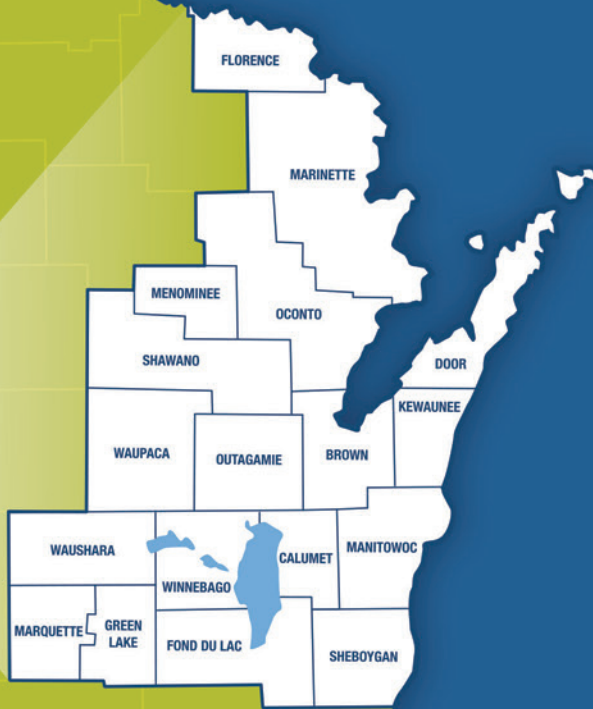 FLORENCE
MARINETTE
MENOMINEE
OCONTO
SHAWANO
DOOR
KEWAUNEE
WAUPACA
OUTAGAMIE
BROWN
WAUSHARA
WINNEBAGO
CALUMET
MANITOWOC
MARQUETTE
GREEN
LAKE
FOND DU LAC
SHEBOYGAN